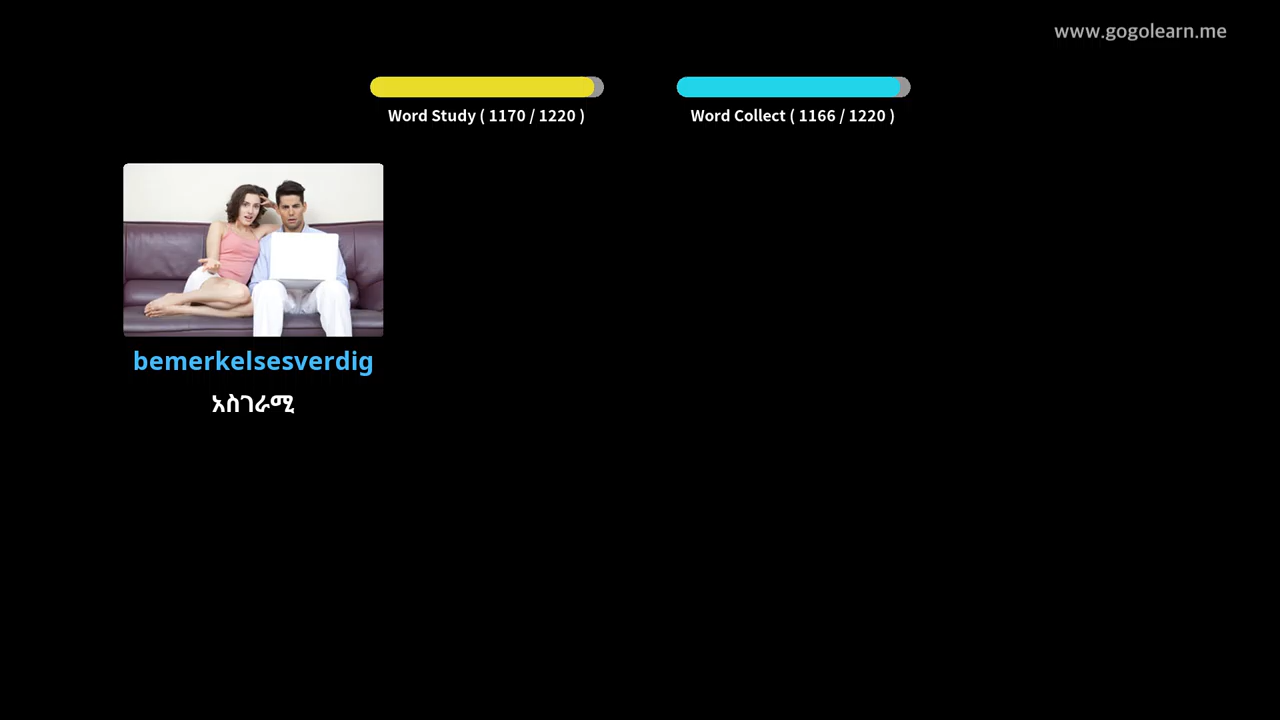 www.gogolearn.me
Word Study ( 1170 / 1220 )
Word Collect ( 1166 / 1220 )
bemerkelsesverdig
አስገራሚ